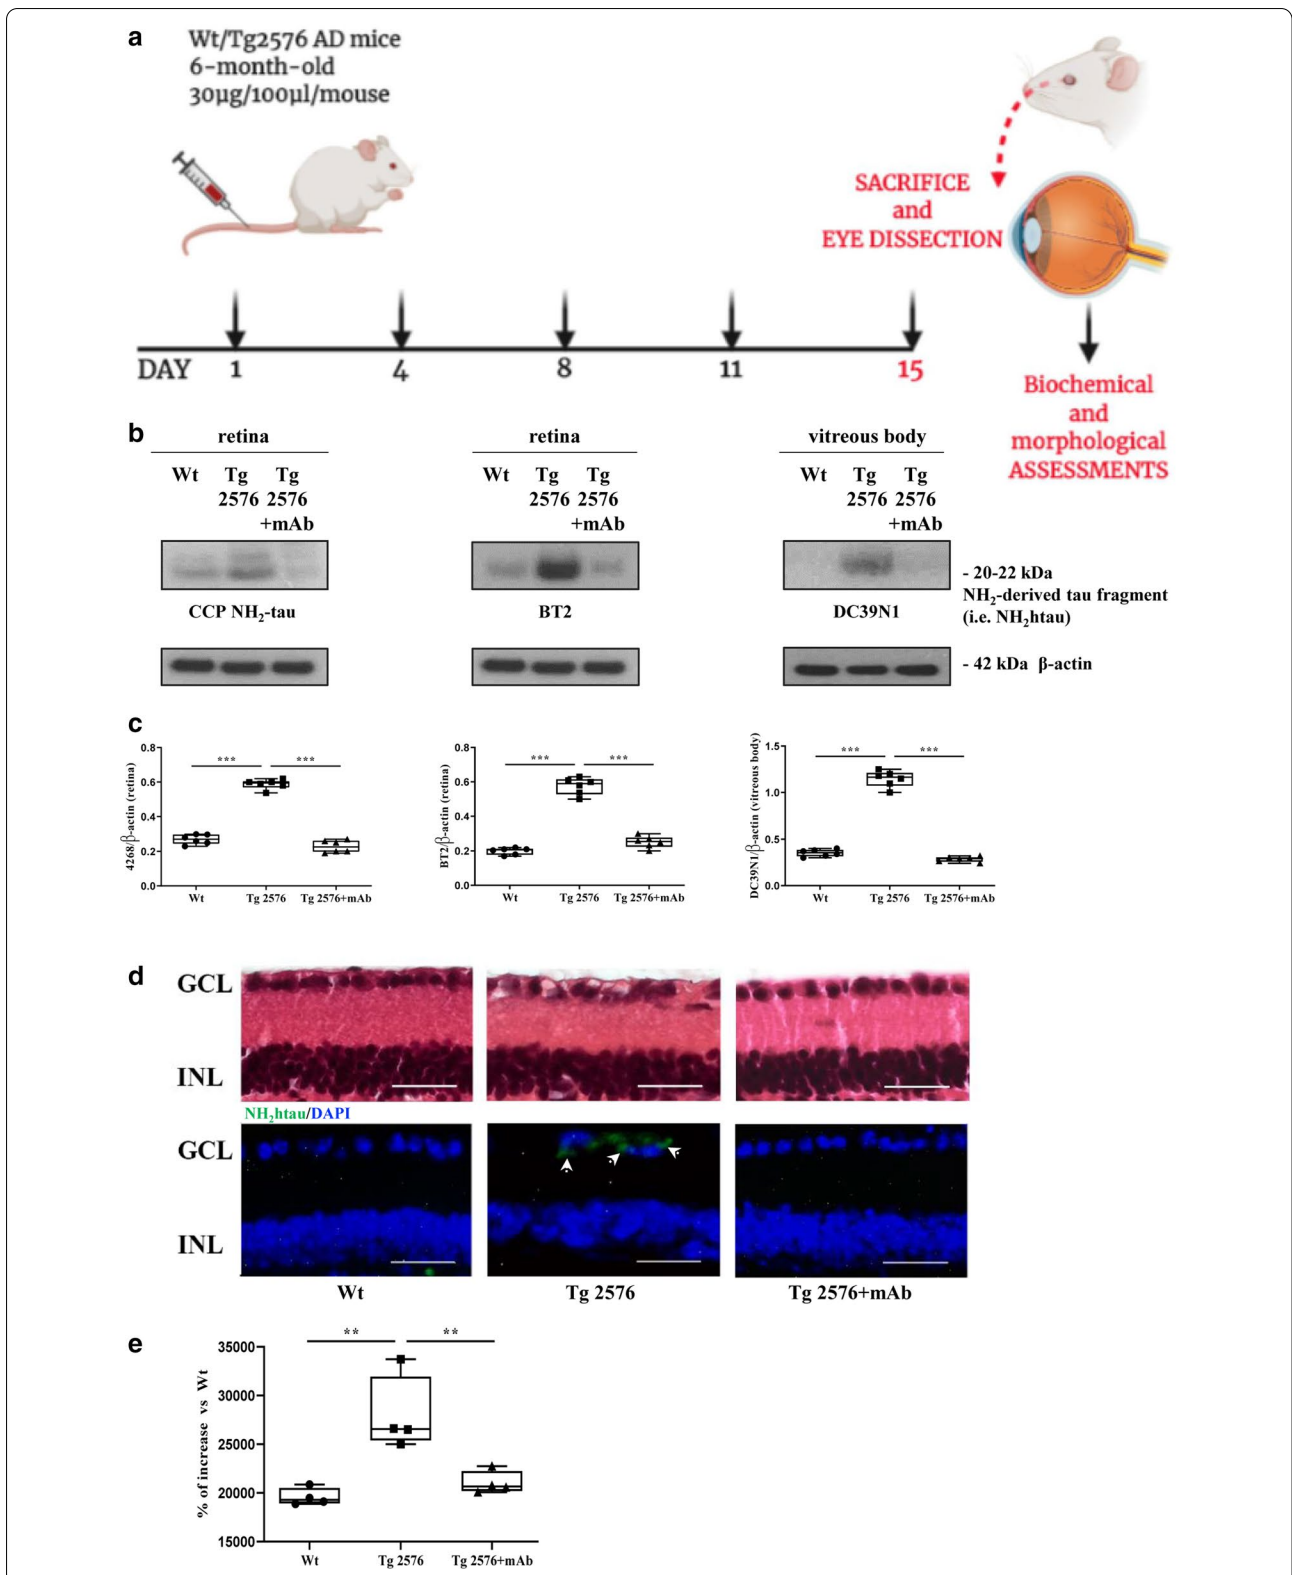 a
Wt/Tg2576 AD mice
6-month-old
30µg/100µl/mouse
SACRIFICE
and
EYE DISSECTION
DAY 1 4 8 11 15
Biochemical
and
morphological
ASSESSMENTS
b
retina
Wt Tg 2576 Tg 2576 +mAb
CCP NH₂-tau
retina
Wt Tg 2576 Tg 2576 +mAb
BT2
vitreous body
Wt Tg 2576 Tg 2576 +mAb
DC39N1
- 20-22 kDa
NH₂-derived tau fragment
(i.e. NH₂htau)
- 42 kDa β-actin
c
4268/β-actin (retina)
0.8
0.6
0.4
0.2
0.0
*** ***
Wt Tg 2576 Tg 2576+mAb
BT2/β-actin (retina)
0.8
0.6
0.4
0.2
0.0
*** ***
Wt Tg 2576 Tg 2576+mAb
DC39N1/β-actin (vitreous body)
1.5
1.0
0.5
0.0
*** ***
Wt Tg 2576 Tg 2576+mAb
d
GCL
INL
NH₂htau/DAPI
GCL
INL
Wt Tg 2576 Tg 2576+mAb
e
% of increase vs Wt
35000
30000
25000
20000
15000
** **
Wt Tg 2576 Tg 2576+mAb